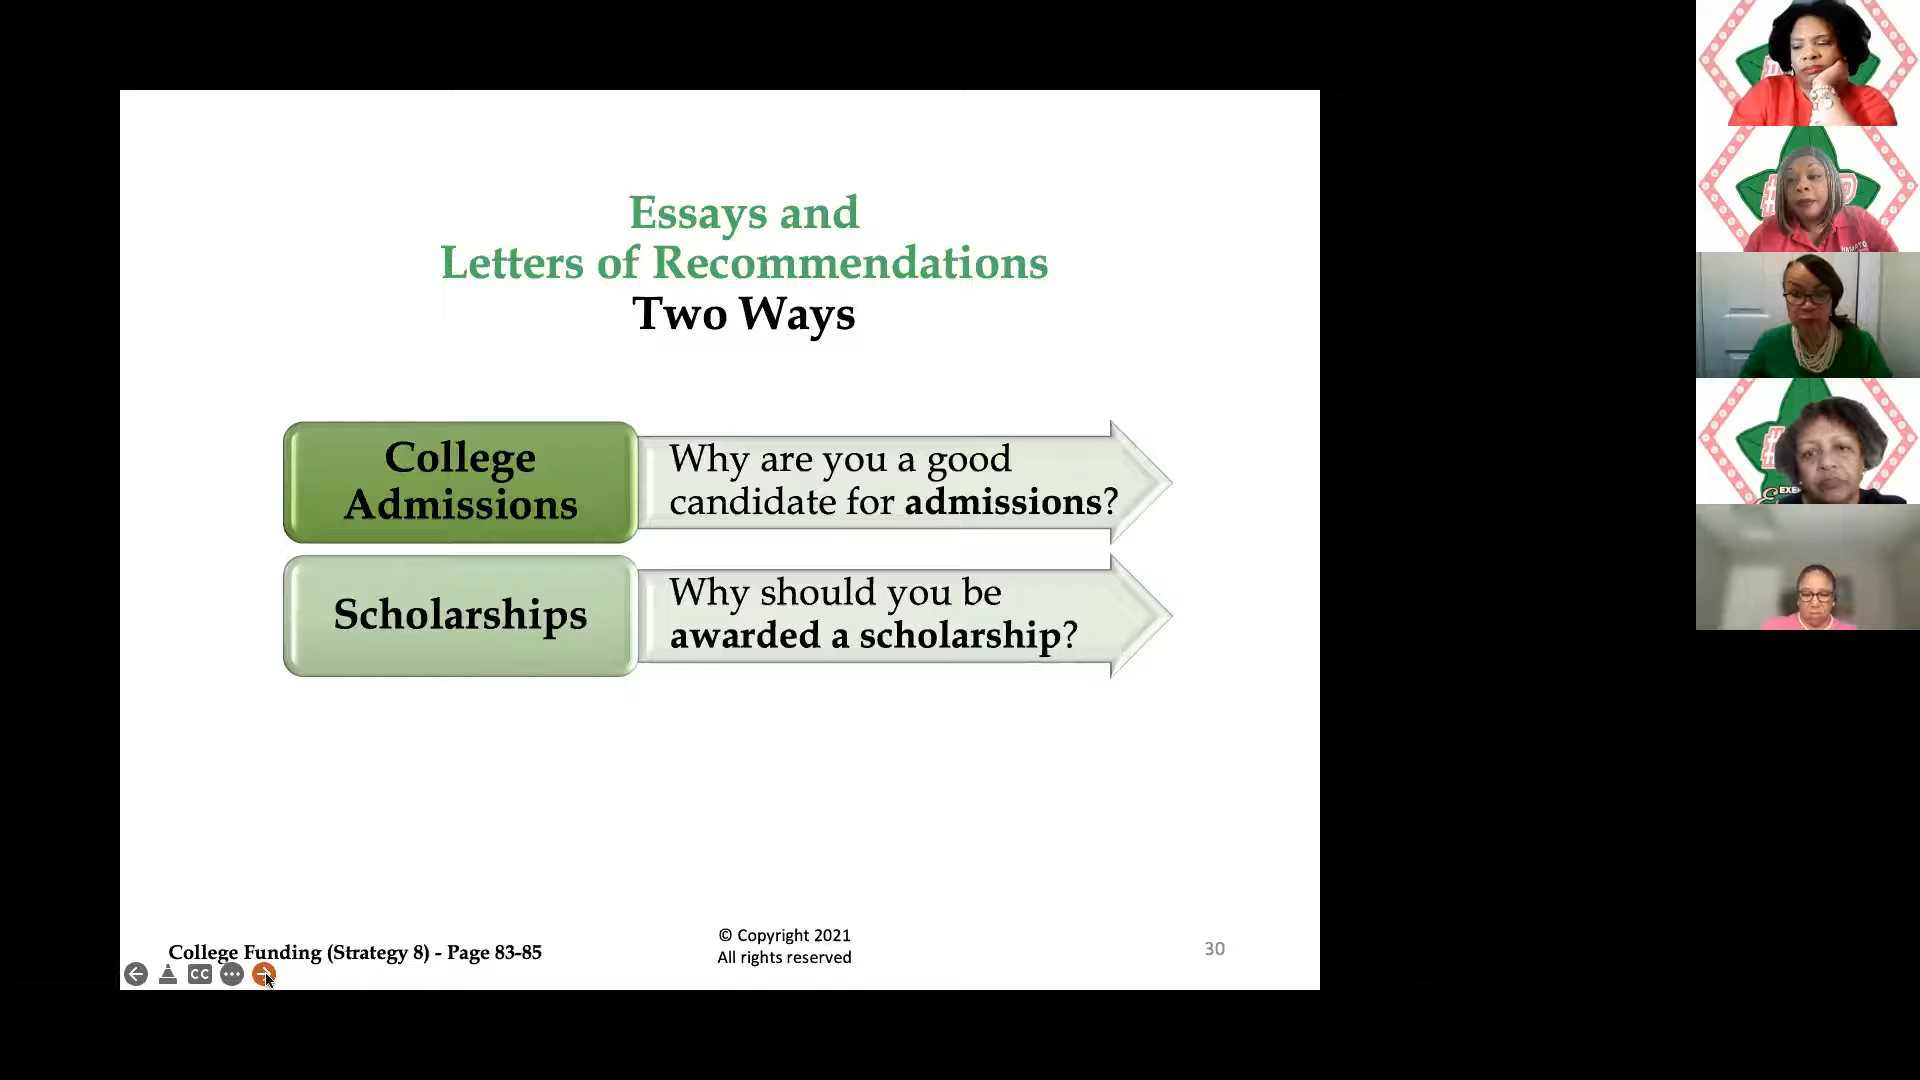 Essays and
Letters of Recommendations
Two Ways
College
Admissions
Why are you a good
candidate for admissions?
Scholarships
Why should you be
awarded a scholarship?
College Funding (Strategy 8) - Page 83-85
© Copyright 2021
All rights reserved
30
CC